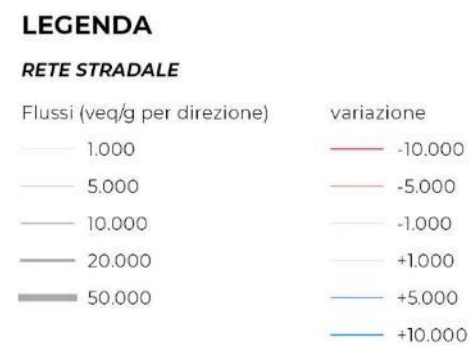 LEGENDA
RETE STRADALE
Flussi (veq/g per direzione)
1.000
5.000
10.000
20.000
50.000
variazione
-10.000
-5.000
-1.000
+1.000
+5.000
+10.000